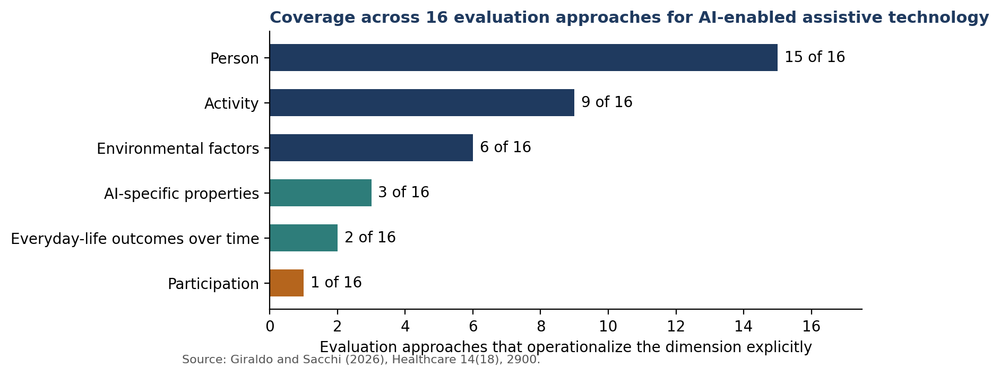 Coverage across 16 evaluation approaches for AI-enabled assistive technology
Person
15 of 16
Activity
9 of 16
Environmental factors
6 of 16
AI-specific properties
3 of 16
Everyday-life outcomes over time
2 of 16
Participation
1 of 16
0 2 4 6 8 10 12 14 16
Evaluation approaches that operationalize the dimension explicitly
Source: Giraldo and Sacchi (2026), Healthcare 14(18), 2900.